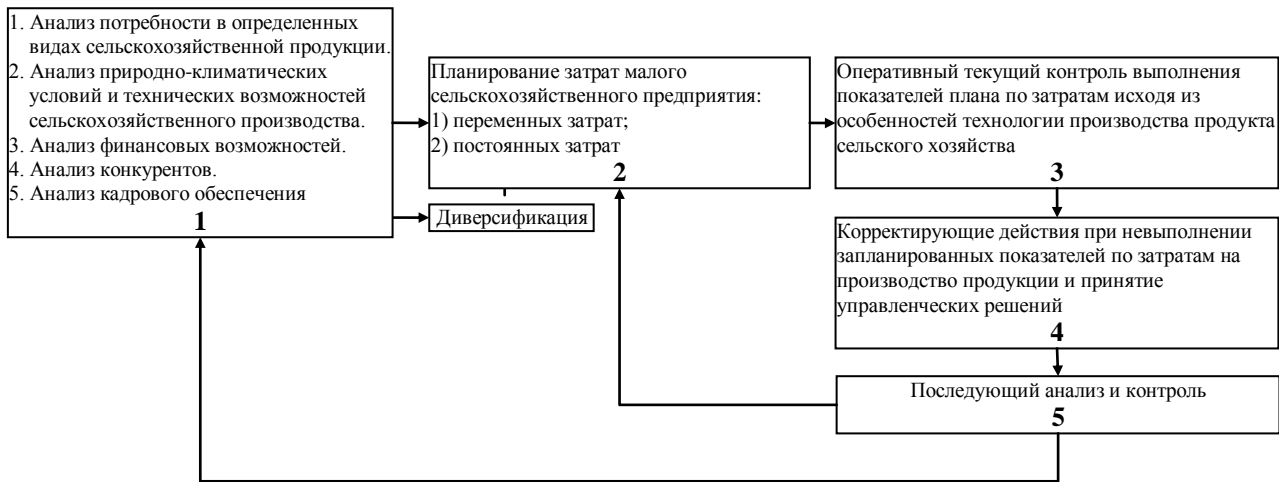 1. Анализ потребности в определенных
видах сельскохозяйственной продукции.
2. Анализ природно-климатических
условий и технических возможностей
сельскохозяйственного производства.
3. Анализ финансовых возможностей.
4. Анализ конкурентов.
5. Анализ кадрового обеспечения
1
Планирование затрат малого
сельскохозяйственного предприятия:
1) переменных затрат;
2) постоянных затрат
2
Диверсификация
Оперативный текущий контроль выполнения
показателей плана по затратам исходя из
особенностей технологии производства продукта
сельского хозяйства
3
Корректирующие действия при невыполнении
запланированных показателей по затратам на
производство продукции и принятие
управленческих решений
4
Последующий анализ и контроль
5